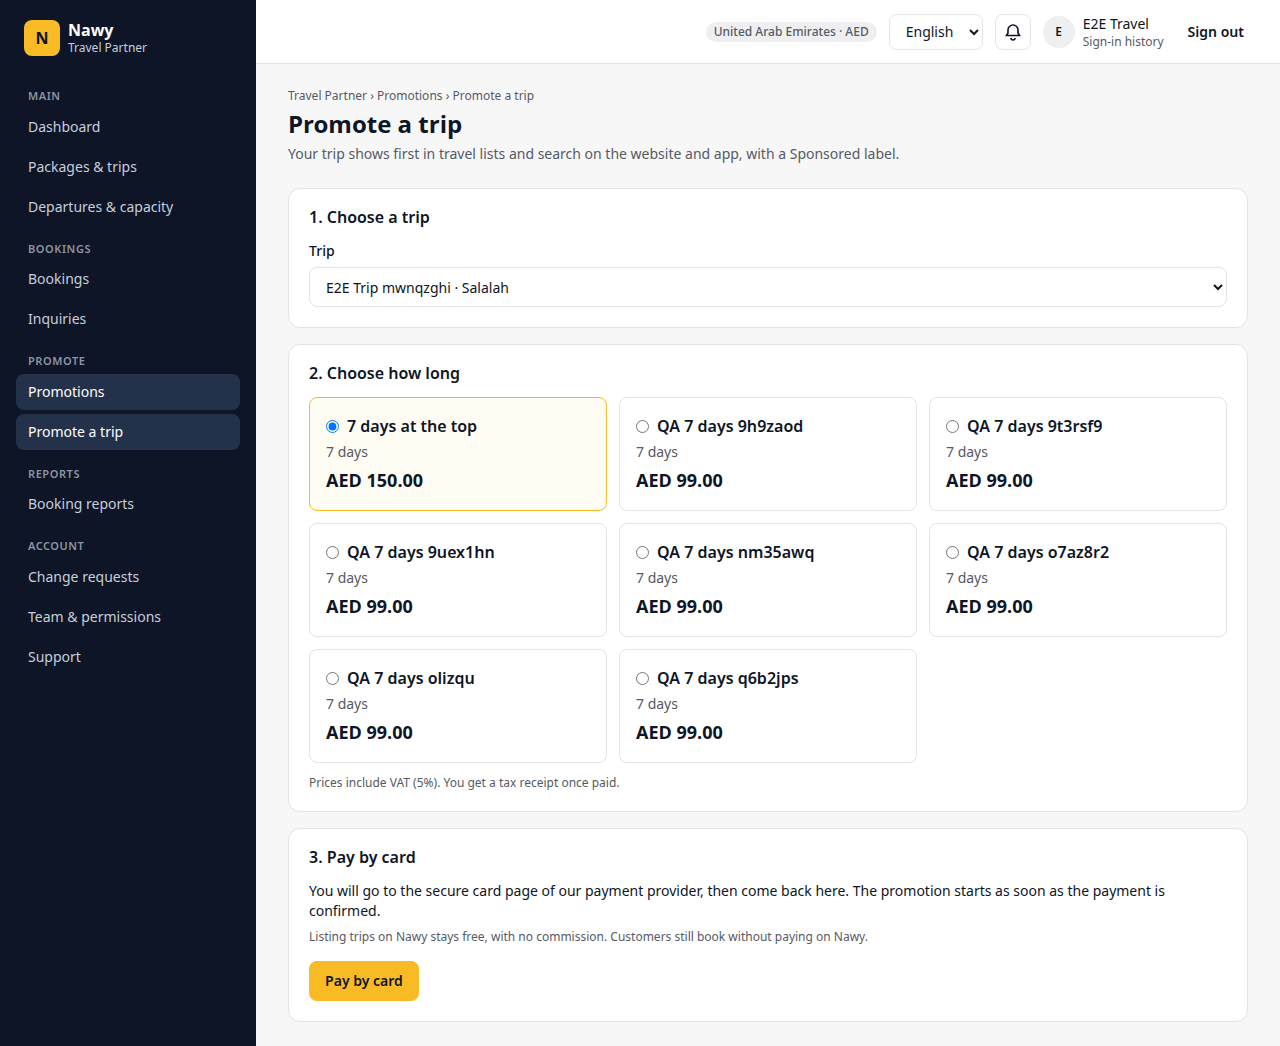 N
Nawy
Travel Partner
MAIN
Dashboard
Packages & trips
Departures & capacity
BOOKINGS
Bookings
Inquiries
PROMOTE
Promotions
Promote a trip
REPORTS
Booking reports
ACCOUNT
Change requests
Team & permissions
Support
United Arab Emirates · AED
English
E
E2E Travel
Sign-in history
Sign out
Travel Partner › Promotions › Promote a trip
Promote a trip
Your trip shows first in travel lists and search on the website and app, with a Sponsored label.
1. Choose a trip
Trip
E2E Trip mwnqzghi · Salalah
2. Choose how long
7 days at the top
7 days
AED 150.00
QA 7 days 9h9zaod
7 days
AED 99.00
QA 7 days 9t3rsf9
7 days
AED 99.00
QA 7 days 9uex1hn
7 days
AED 99.00
QA 7 days nm35awq
7 days
AED 99.00
QA 7 days o7az8r2
7 days
AED 99.00
QA 7 days olizqu
7 days
AED 99.00
QA 7 days q6b2jps
7 days
AED 99.00
Prices include VAT (5%). You get a tax receipt once paid.
3. Pay by card
You will go to the secure card page of our payment provider, then come back here. The promotion starts as soon as the payment is
confirmed.
Listing trips on Nawy stays free, with no commission. Customers still book without paying on Nawy.
Pay by card